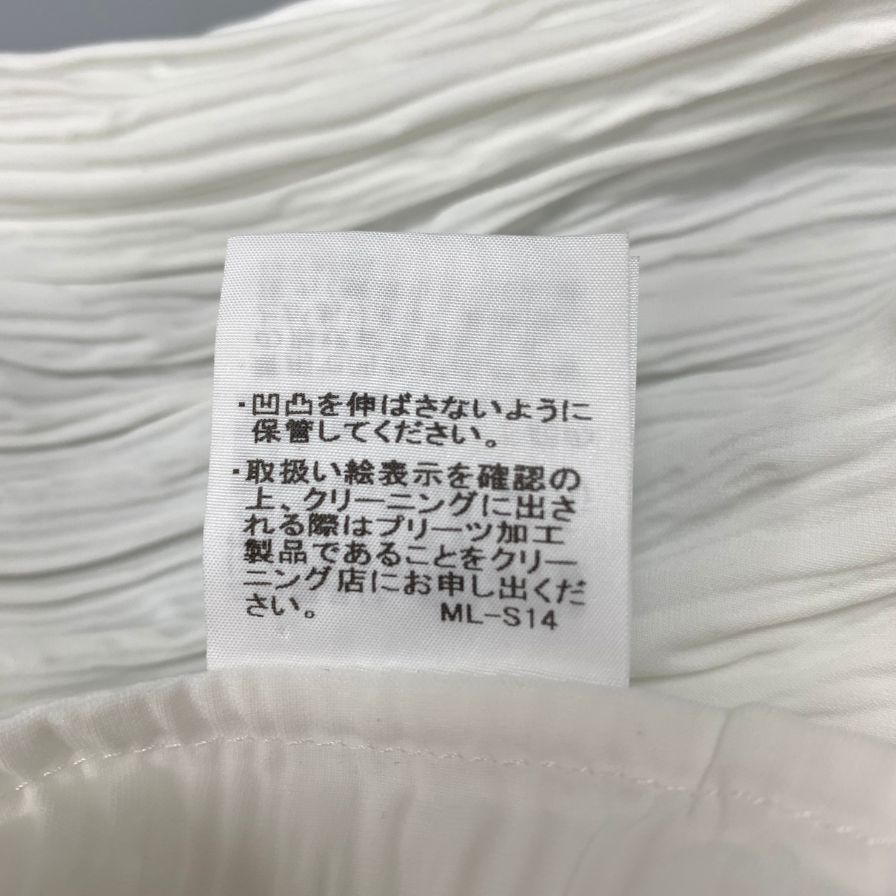 ・凹凸を伸ばさないように
保管してください。
・取扱い絵表示を確認の
上、クリーニングに出さ
れる際はプリーツ加工
製品であることをクリー
ニング店にお申し出くだ
さい。 ML-S14